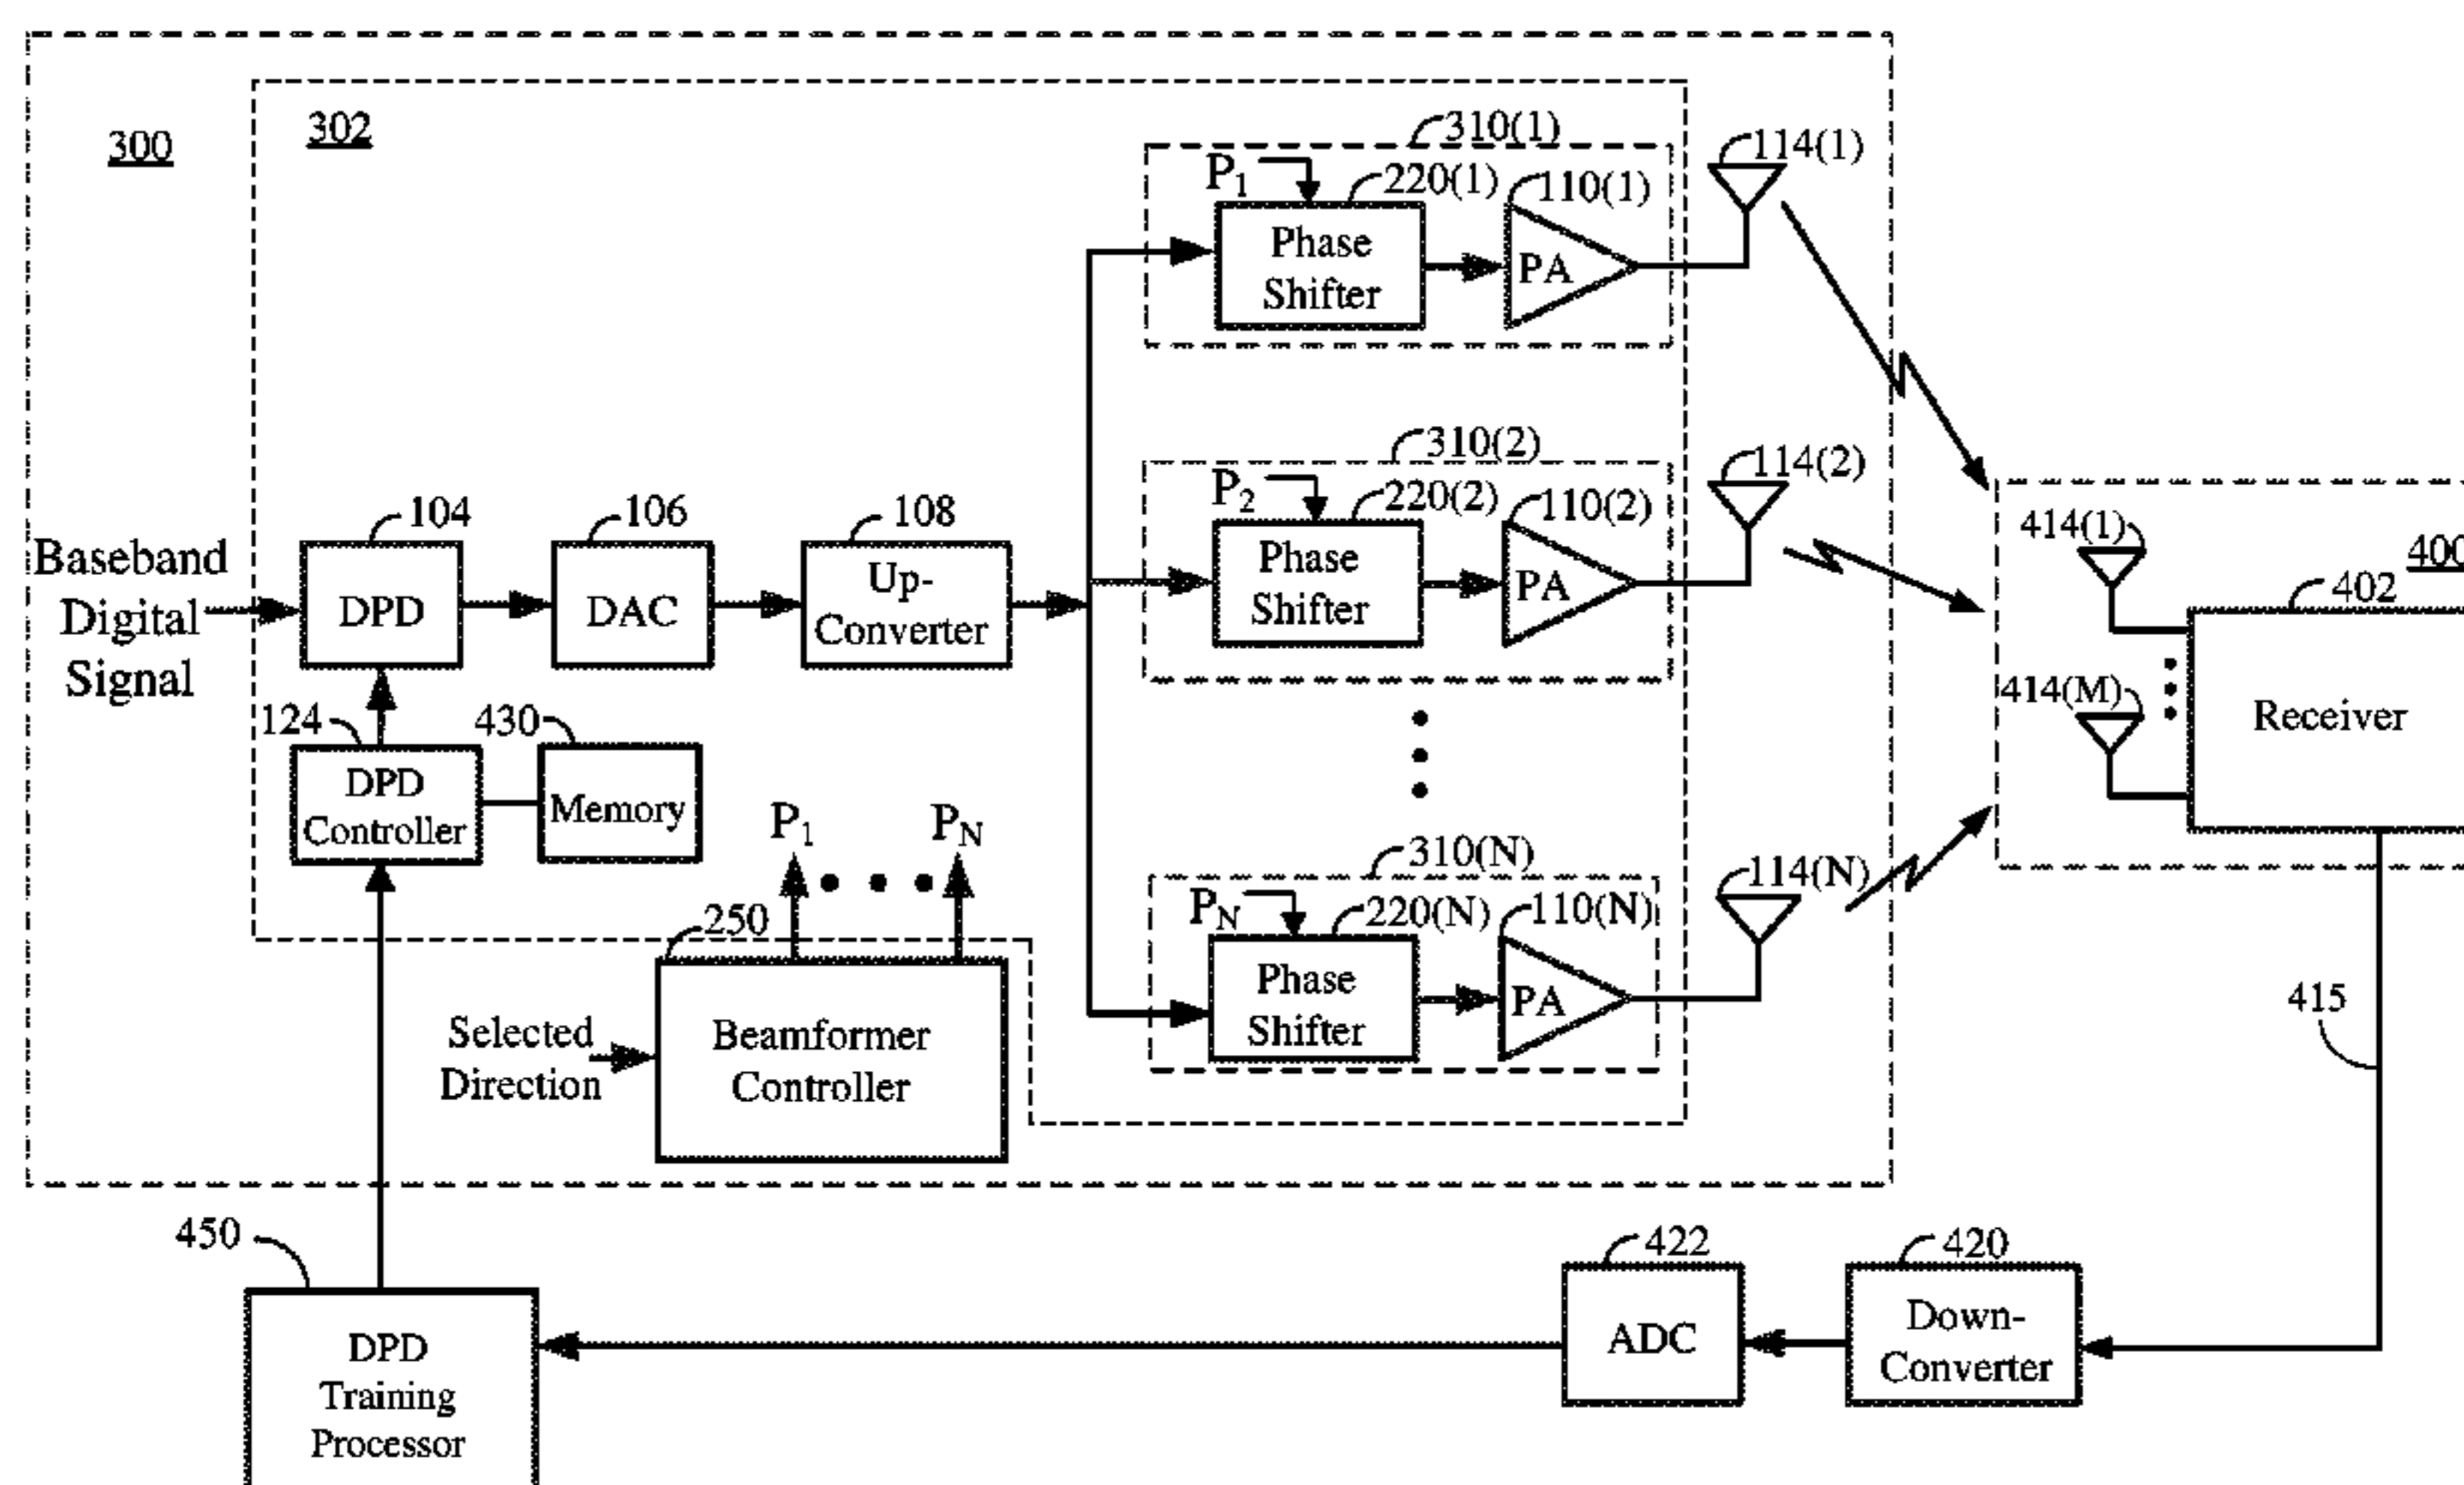 300
302
310(1)
114(1)
P1
220(1)
110(1)
Phase
Shifter
PA
310(2)
114(2)
P2
220(2)
110(2)
Phase
Shifter
PA
414(1)
400
402
104
106
108
Baseband
Digital
Signal
DPD
DAC
Up-
Converter
414(M)
Receiver
124
430
DPD
Controller
Memory
P1
PN
310(N)
114(N)
PN
220(N)
110(N)
250
Phase
Shifter
PA
415
Selected
Direction
Beamformer
Controller
450
422
420
DPD
Training
Processor
ADC
Down-
Converter